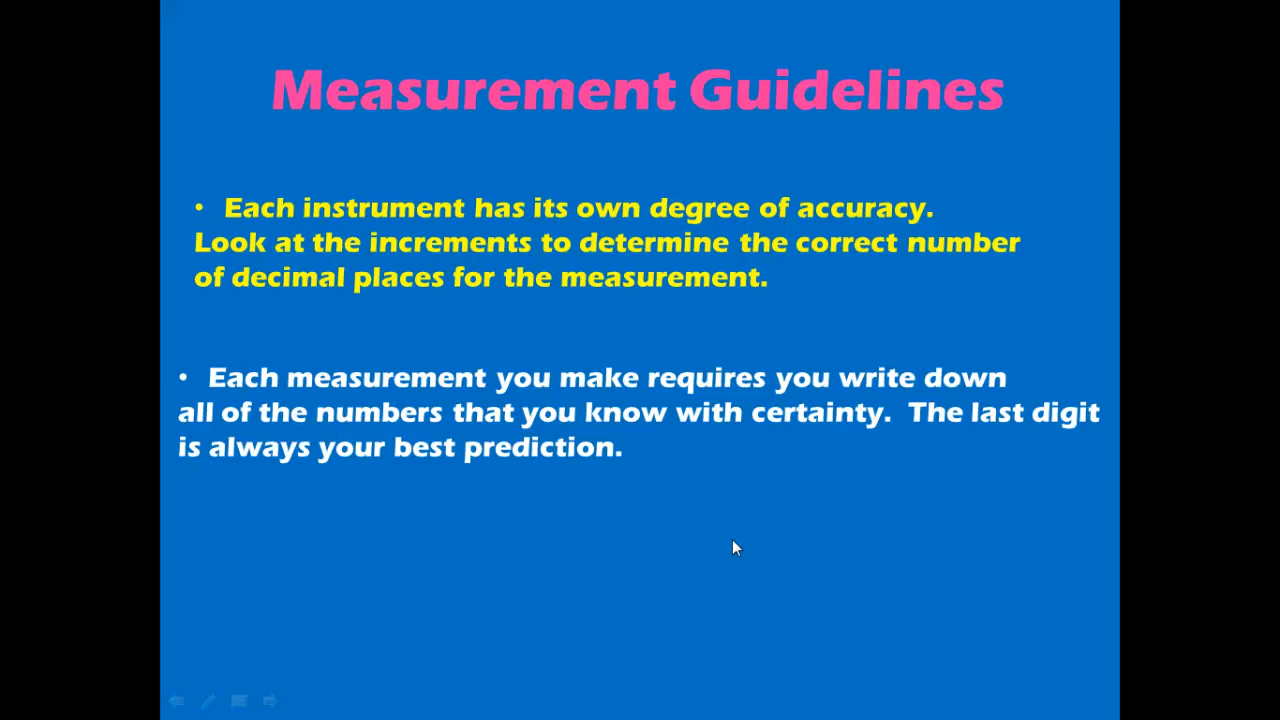 Measurement Guidelines
• Each instrument has its own degree of accuracy.
Look at the increments to determine the correct number
of decimal places for the measurement.
• Each measurement you make requires you write down
all of the numbers that you know with certainty.  The last digit
is always your best prediction.